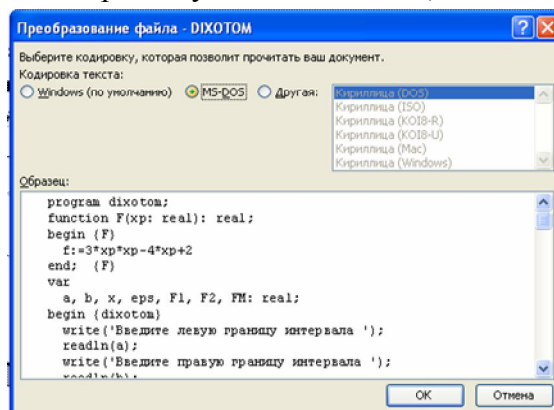 Преобразование файла - DIXOTOM
Выберите кодировку, которая позволит прочитать ваш документ.
Кодировка текста:
Windows (по умолчанию) MS-DOS Другая: Кириллица (DOS)
Кириллица (ISO)
Кириллица (KOI8-R)
Кириллица (KOI8-U)
Кириллица (Mac)
Кириллица (Windows)
Образец:
program dixotom;
function F(xp: real): real;
begin {F}
f:=3*xp*xp-4*xp+2
end; {F}
var
a, b, x, eps, F1, F2, FM: real;
begin {dixotom}
write('Введите левую границу интервала ');
readln(a);
write('Введите правую границу интервала ');
readln(b);
ОК Отмена